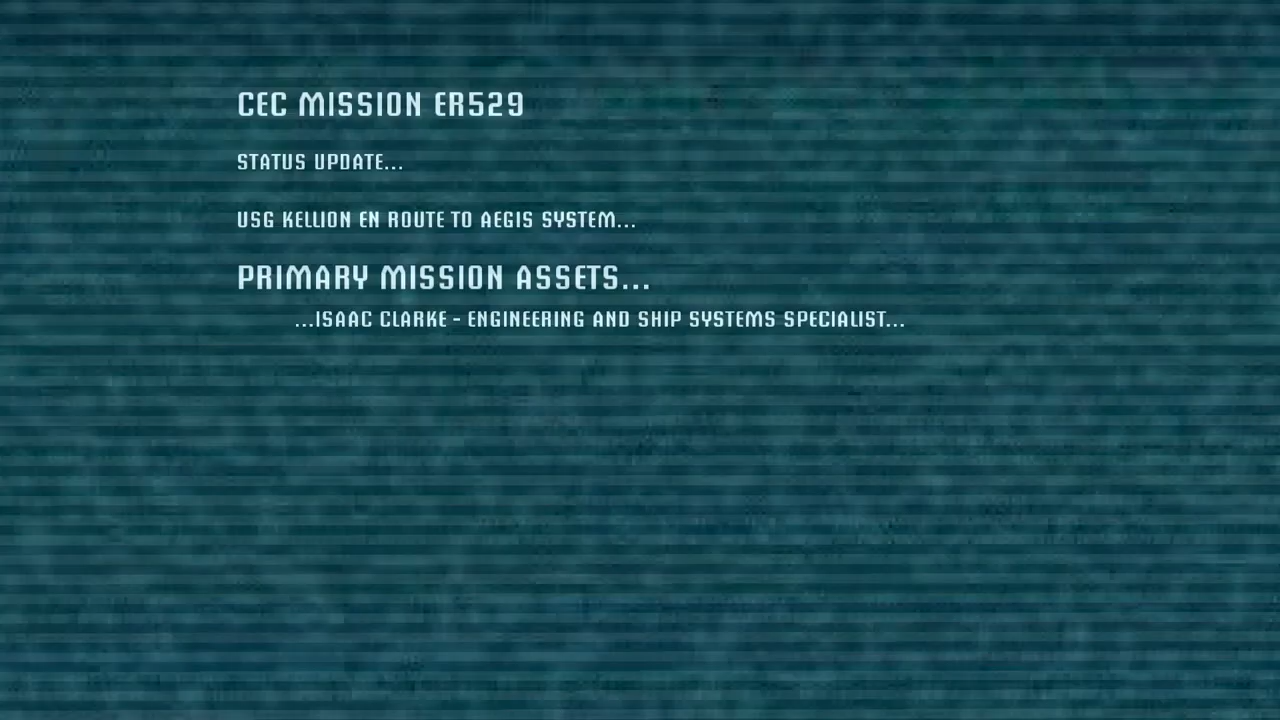 CEC MISSION ER529
STATUS UPDATE...
USG KELLION EN ROUTE TO AEGIS SYSTEM...
PRIMARY MISSION ASSETS...
...ISAAC CLARKE - ENGINEERING AND SHIP SYSTEMS SPECIALIST...